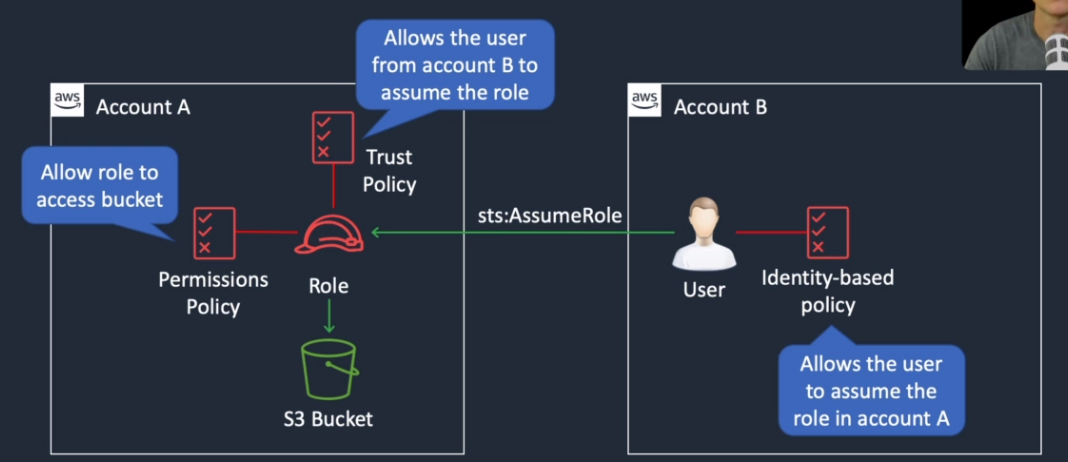 Allows the user
from account B to
assume the role
aws
Account A
aws
Account B
Allow role to
access bucket
Trust
Policy
sts:AssumeRole
Permissions
Policy
Role
User
Identity-based
policy
S3 Bucket
Allows the user
to assume the
role in account A